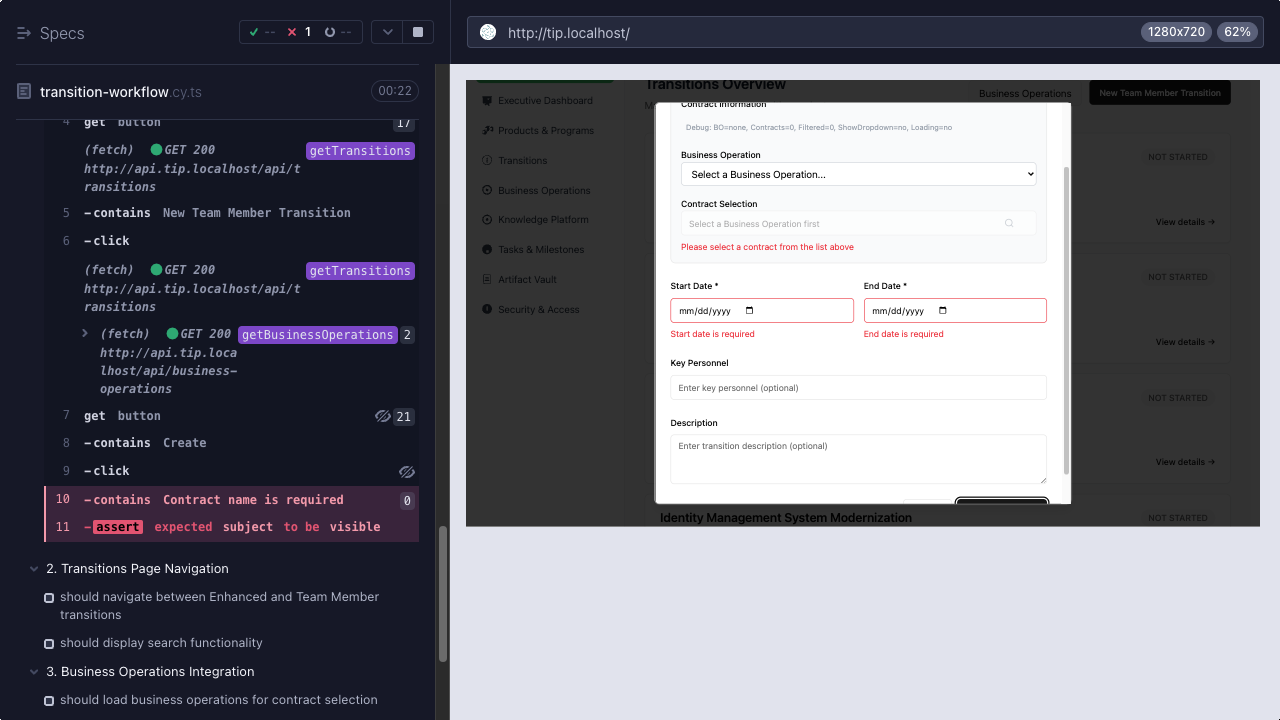 Specs
-- 1 --
transition-workflow.cy.ts
00:22
4 get button 17
(fetch) GET 200 getTransitions
http://api.tip.localhost/api/t
ransitions
5 -contains New Team Member Transition
6 -click
(fetch) GET 200 getTransitions
http://api.tip.localhost/api/t
ransitions
(fetch) GET 200 getBusinessOperations 2
http://api.tip.loca
lhost/api/business-
operations
7 get button 21
8 -contains Create
9 -click
10 -contains Contract name is required 0
11 -assert expected subject to be visible
2. Transitions Page Navigation
should navigate between Enhanced and Team Member
transitions
should display search functionality
3. Business Operations Integration
should load business operations for contract selection
http://tip.localhost/
1280x720
62%
Transitions Overview
Business Operations
New Team Member Transition
Executive Dashboard
Products & Programs
Transitions
Business Operations
Knowledge Platform
Tasks & Milestones
Artifact Vault
Security & Access
Contract Information
Debug: BO=none, Contracts=0, Filtered=0, ShowDropdown=no, Loading=no
Business Operation
Select a Business Operation...
Contract Selection
Select a Business Operation first
Please select a contract from the list above
Start Date *
End Date *
mm/dd/yyyy
mm/dd/yyyy
Start date is required
End date is required
Key Personnel
Enter key personnel (optional)
Description
Enter transition description (optional)
NOT STARTED
View details →
NOT STARTED
View details →
NOT STARTED
View details →
Identity Management System Modernization
NOT STARTED